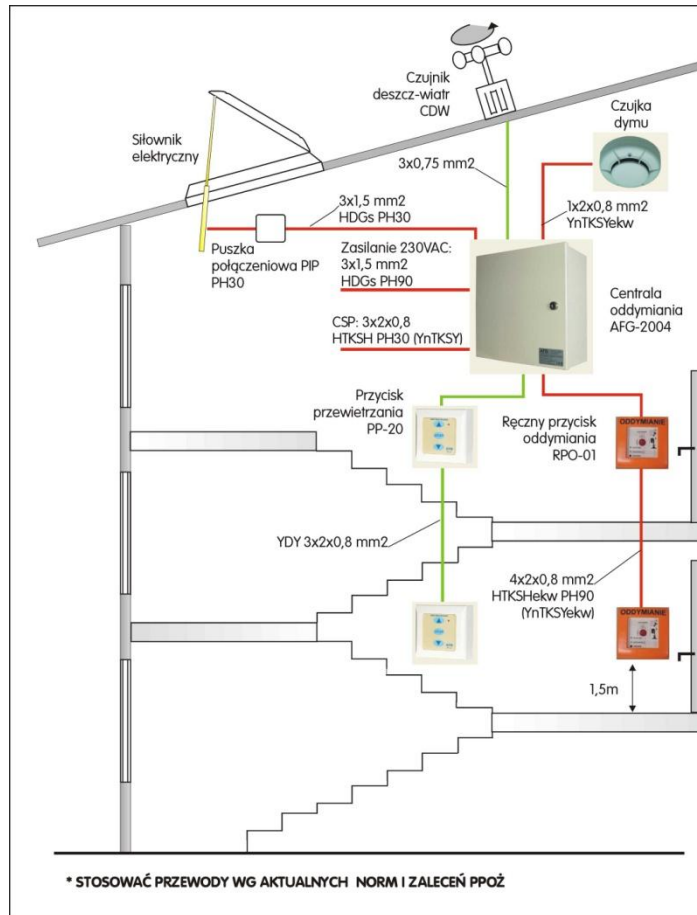 Czujnik
deszcz-wiatr
CDW
Czujka
dymu
Siłownik
elektryczny
3x0,75 mm2
1x2x0,8 mm2
YnTKSYekw
3x1,5 mm2
HDGs PH30
Puszka
połączeniowa PIP
PH30
Zasilanie 230VAC:
3x1,5 mm2
HDGs PH90
Centrala
oddymiania
AFG-2004
CSP: 3x2x0,8
HTKSH PH30 (YnTKSY)
Przycisk
przewietrzania
PP-20
Ręczny przycisk
oddymiania
RPO-01
ODDYMIANIE
YDY 3x2x0,8 mm2
4x2x0,8 mm2
HTKSHekw PH90
(YnTKSYekw)
ODDYMIANIE
1,5m
* STOSOWAĆ PRZEWODY WG AKTUALNYCH NORM I ZALECEŃ PPOŻ